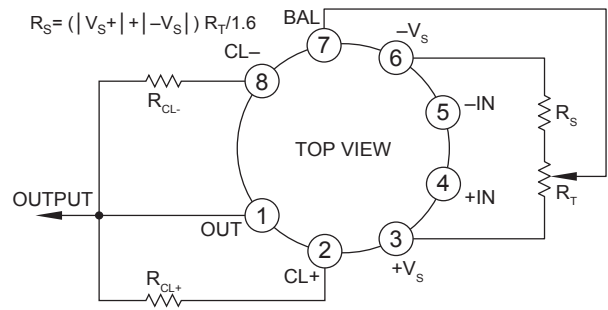 R_S= (|V_S+|+|–V_S|) R_T/1.6
BAL
–V_S
CL–
7
6
8
R_CL-
5
–IN
R_S
TOP VIEW
OUTPUT
4
+IN
R_T
1
OUT
2
3
R_CL+
CL+
+V_S